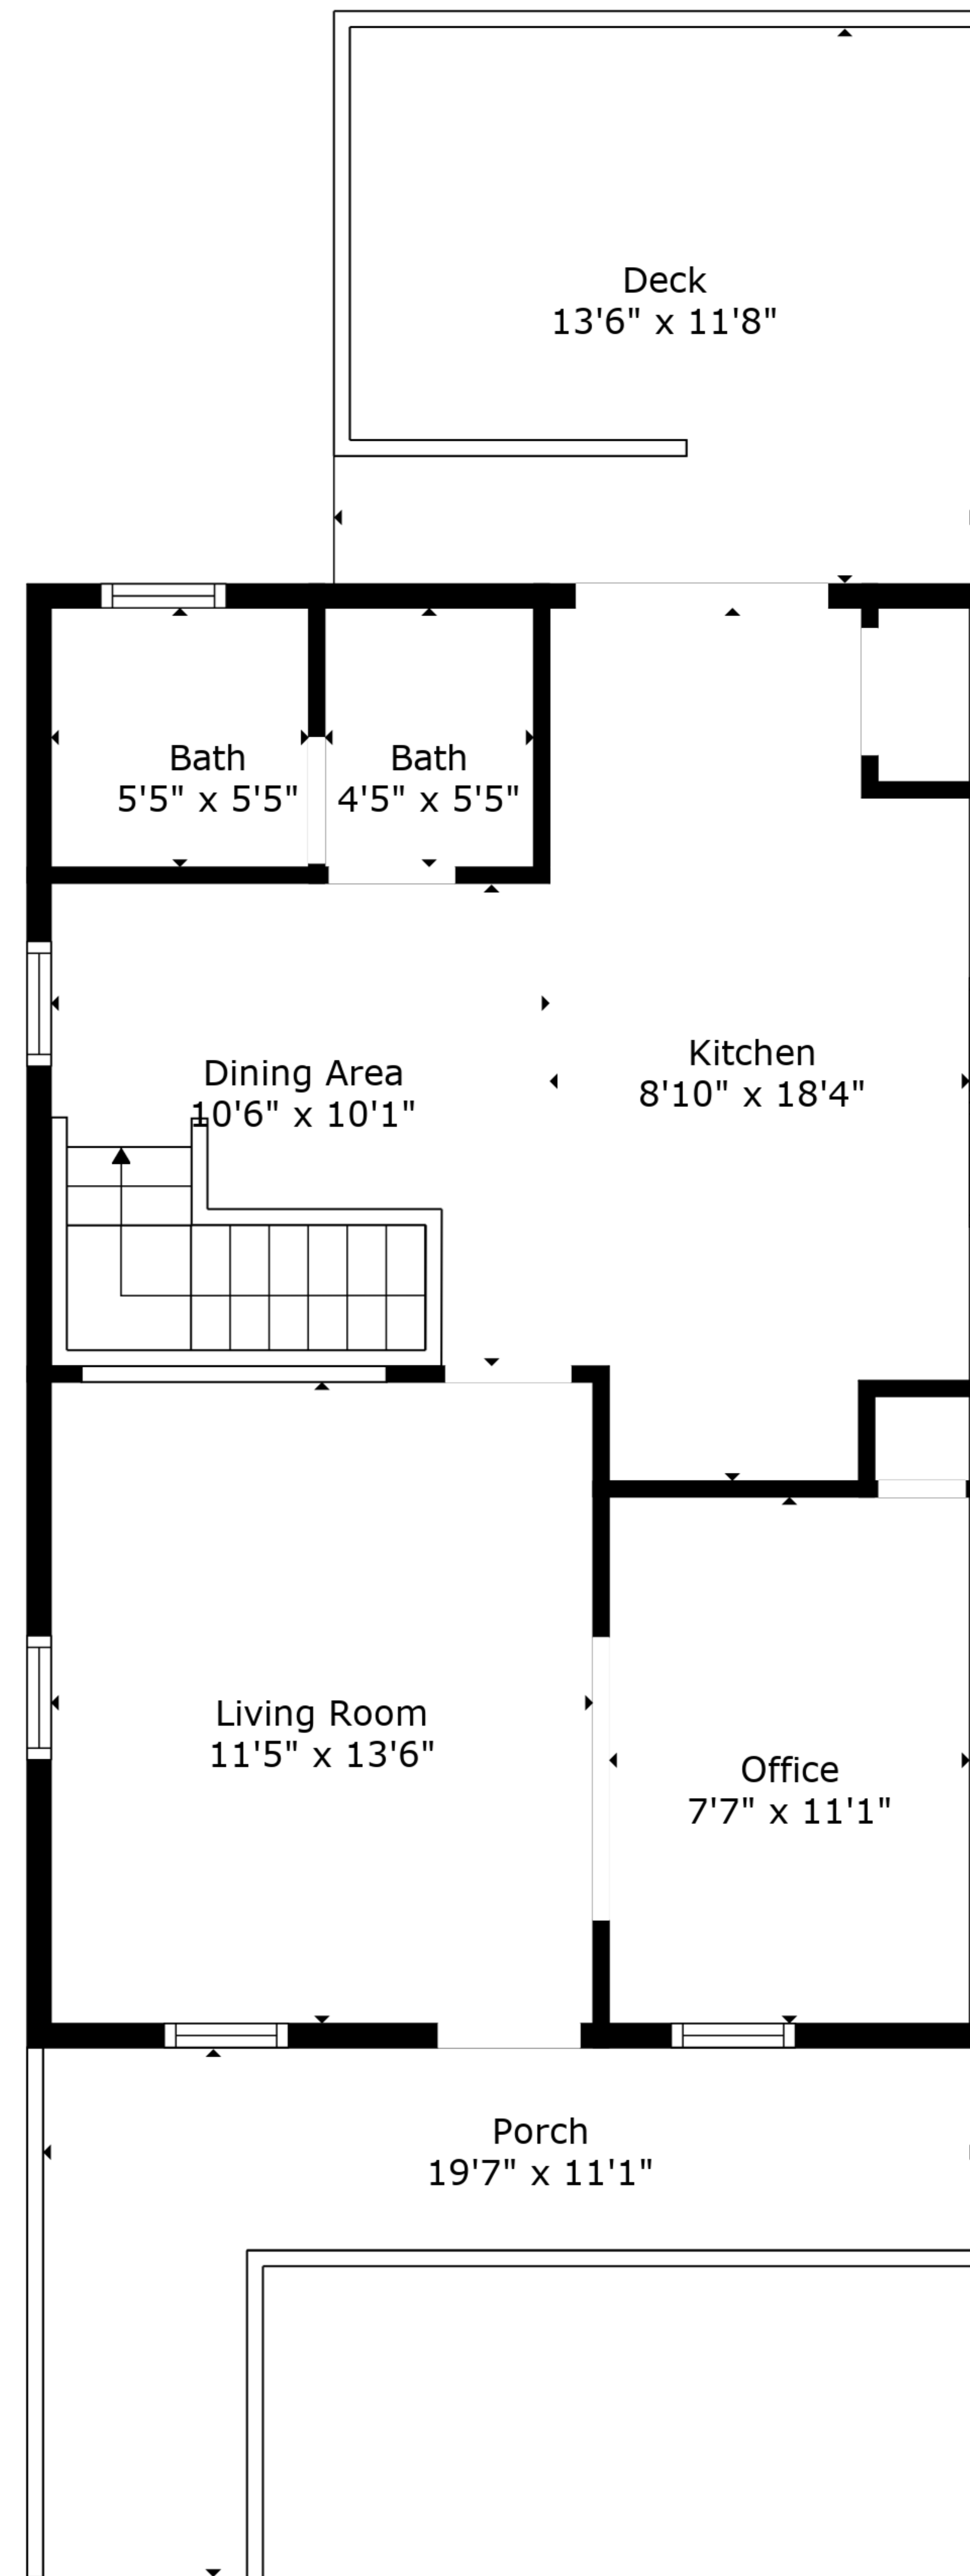 Deck
13'6" x 11'8"
Bath
5'5" x 5'5"
Bath
4'5" x 5'5"
Kitchen
8'10" x 18'4"
Dining Area
10'6" x 10'1"
Living Room
11'5" x 13'6"
Office
7'7" x 11'1"
Porch
19'7" x 11'1"